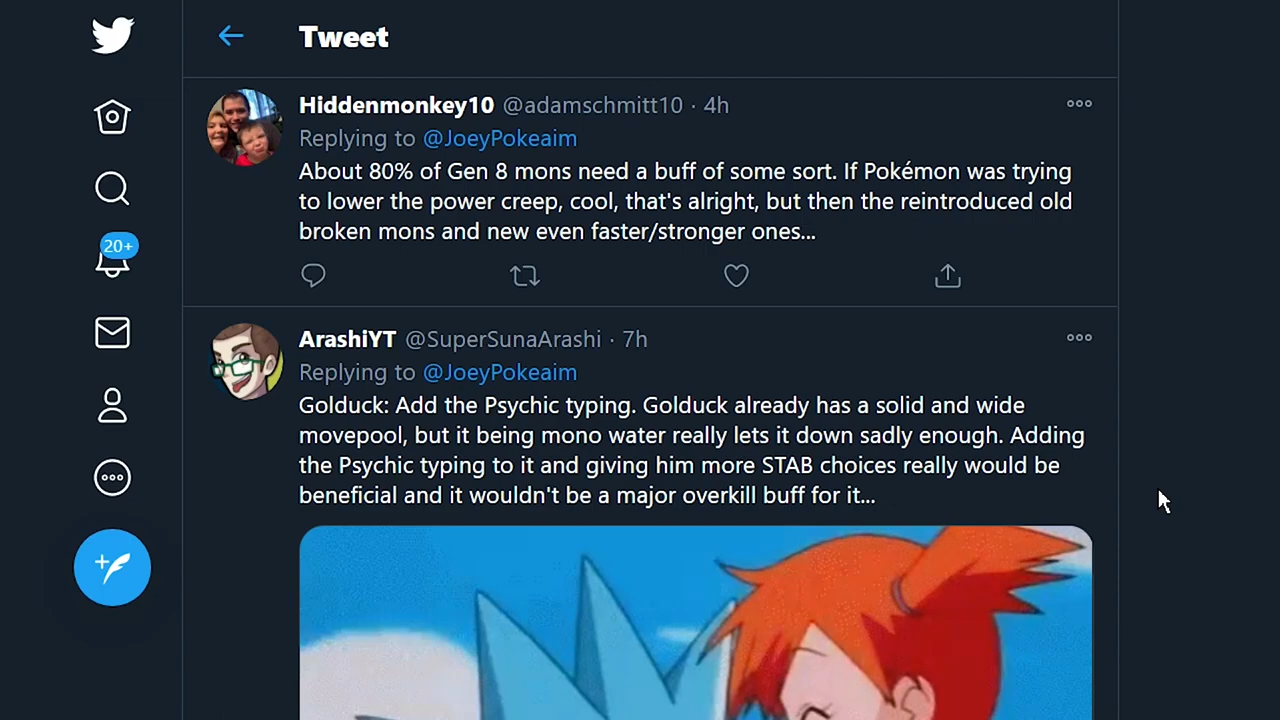 Tweet
Hiddenmonkey10 @adamschmitt10 · 4h
Replying to @JoeyPokeaim
About 80% of Gen 8 mons need a buff of some sort. If Pokémon was trying
to lower the power creep, cool, that's alright, but then the reintroduced old
broken mons and new even faster/stronger ones...
20+
ArashiYT @SuperSunaArashi · 7h
Replying to @JoeyPokeaim
Golduck: Add the Psychic typing. Golduck already has a solid and wide
movepool, but it being mono water really lets it down sadly enough. Adding
the Psychic typing to it and giving him more STAB choices really would be
beneficial and it wouldn't be a major overkill buff for it...